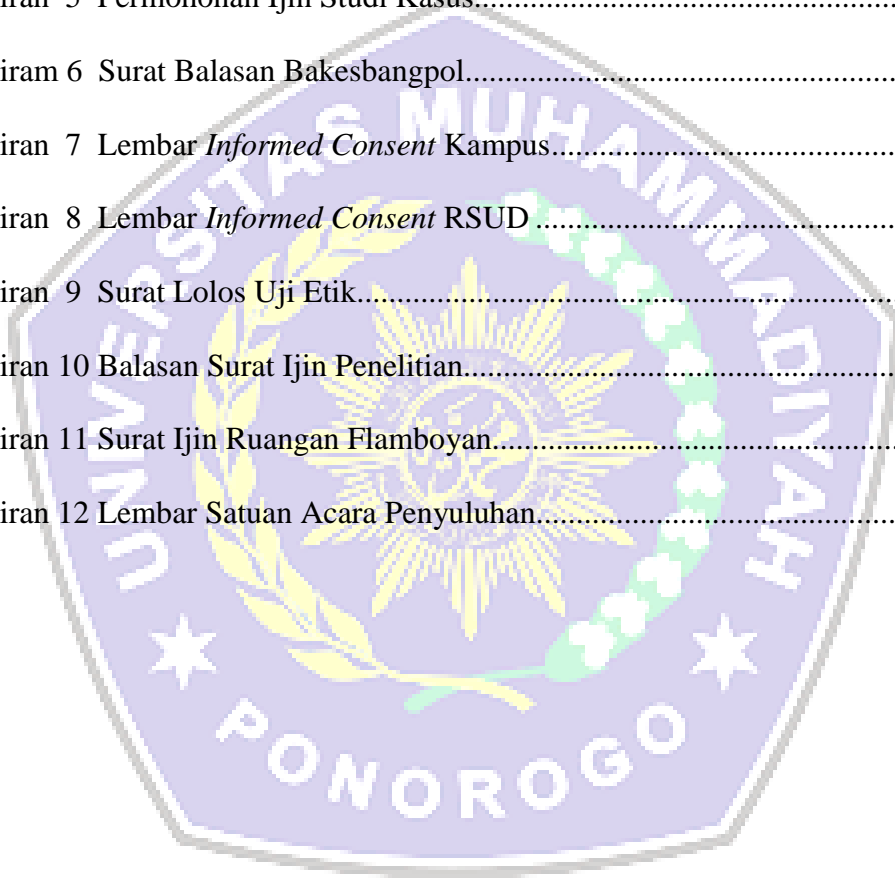 iran 5 Permohonan Ijin Studi Kasus.......................................................
iram 6 Surat Balasan Bakesbangpol.......................................................
iran 7 Lembar Informed Consent Kampus............................................
iran 8 Lembar Informed Consent RSUD ..............................................
iran 9 Surat Lolos Uji Etik....................................................................
iran 10 Balasan Surat Ijin Penelitian.......................................................
iran 11 Surat Ijin Ruangan Flamboyan...................................................
iran 12 Lembar Satuan Acara Penyuluhan.............................................
UNIVERSITAS MUHAMMADIYAH
PONOROGO